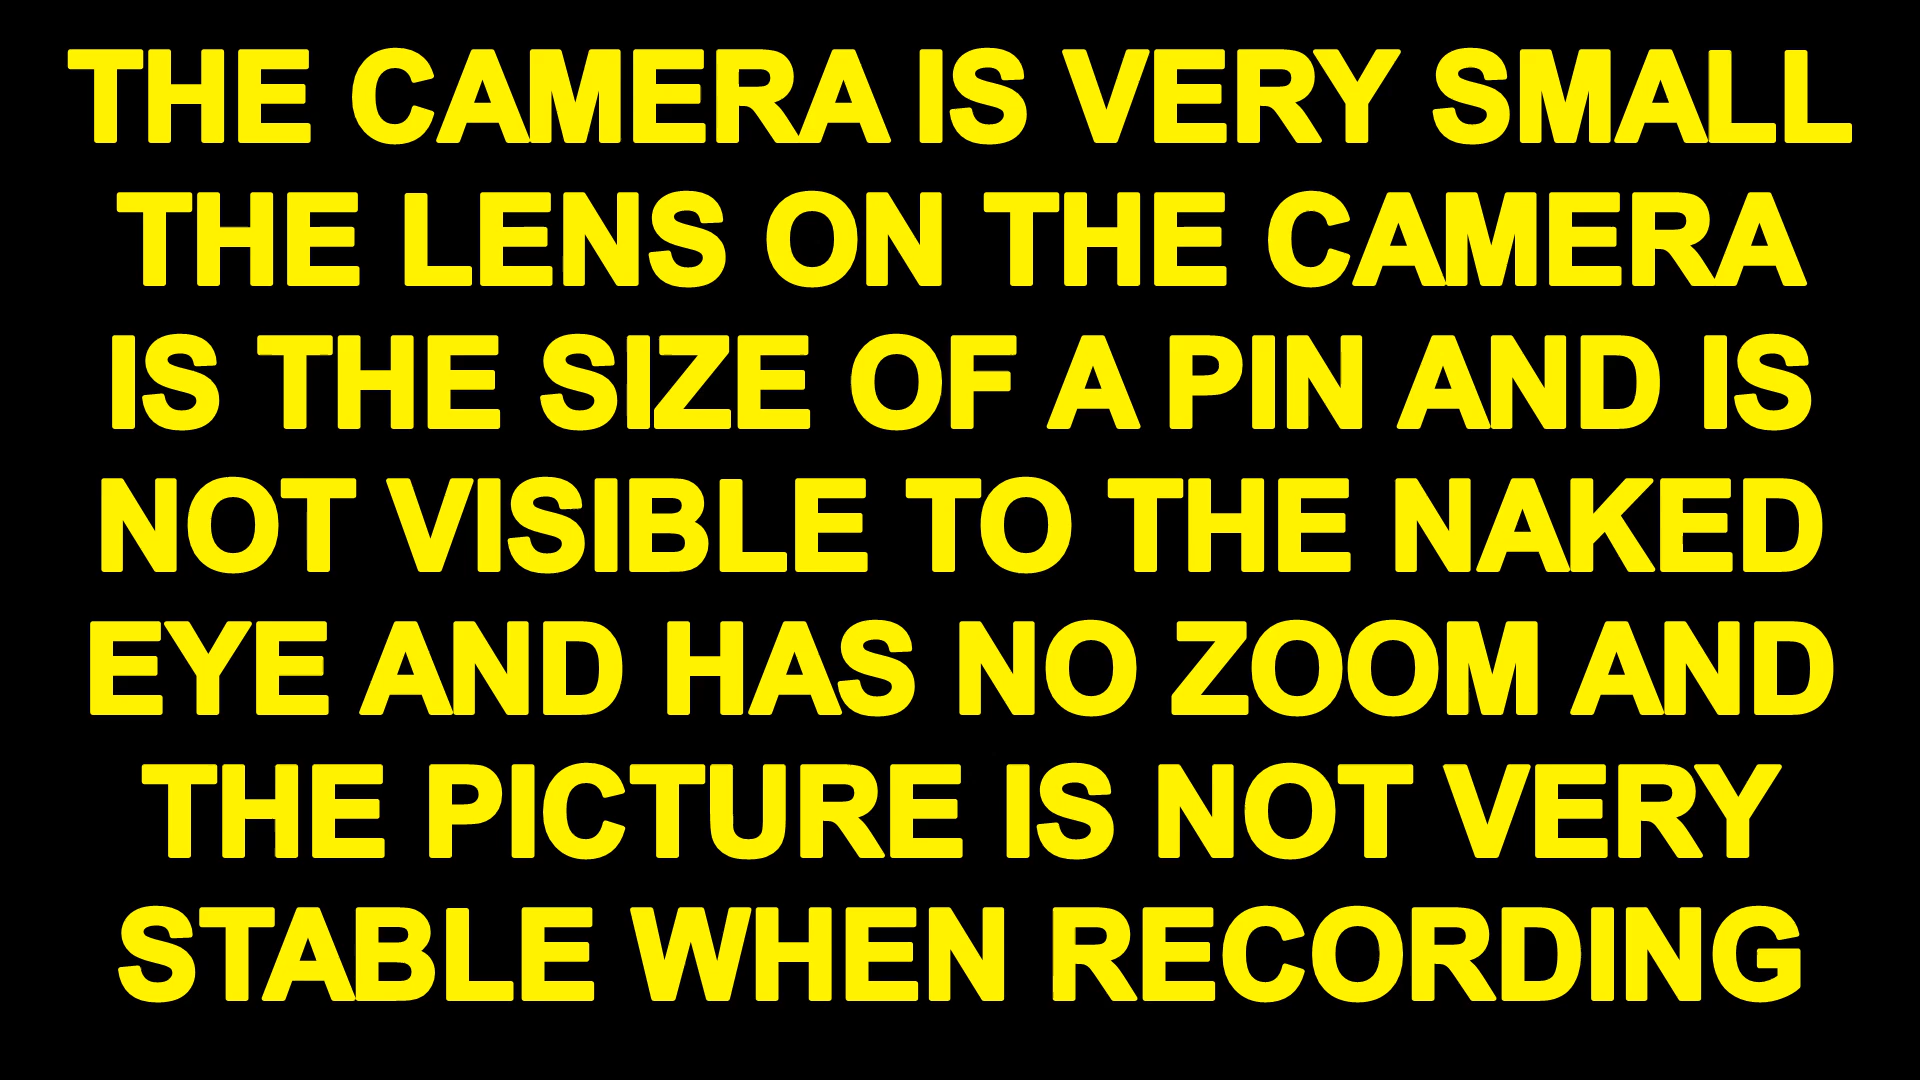 THE CAMERA IS VERY SMALL
THE LENS ON THE CAMERA
IS THE SIZE OF A PIN AND IS
NOT VISIBLE TO THE NAKED
EYE AND HAS NO ZOOM AND
THE PICTURE IS NOT VERY
STABLE WHEN RECORDING